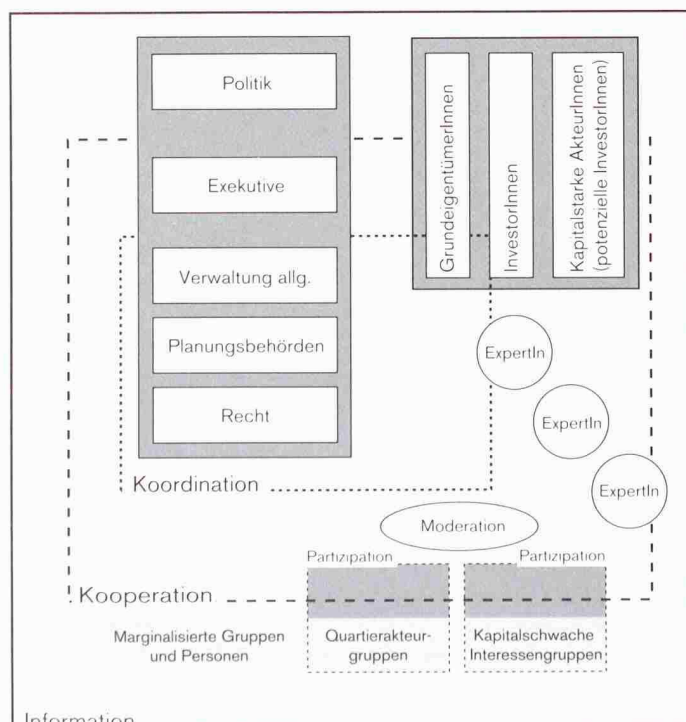 Politik
Exekutive
Verwaltung allg.
Planungsbehörden
Recht
GrundeigentümerInnen
InvestorInnen
Kapitalstarke AkteurInnen
(potenzielle InvestorInnen)
ExpertIn
ExpertIn
ExpertIn
Koordination
Moderation
Partizipation
Partizipation
Kooperation
Marginalisierte Gruppen
und Personen
Quartierakteur-
gruppen
Kapitalschwache
Interessengruppen
Information